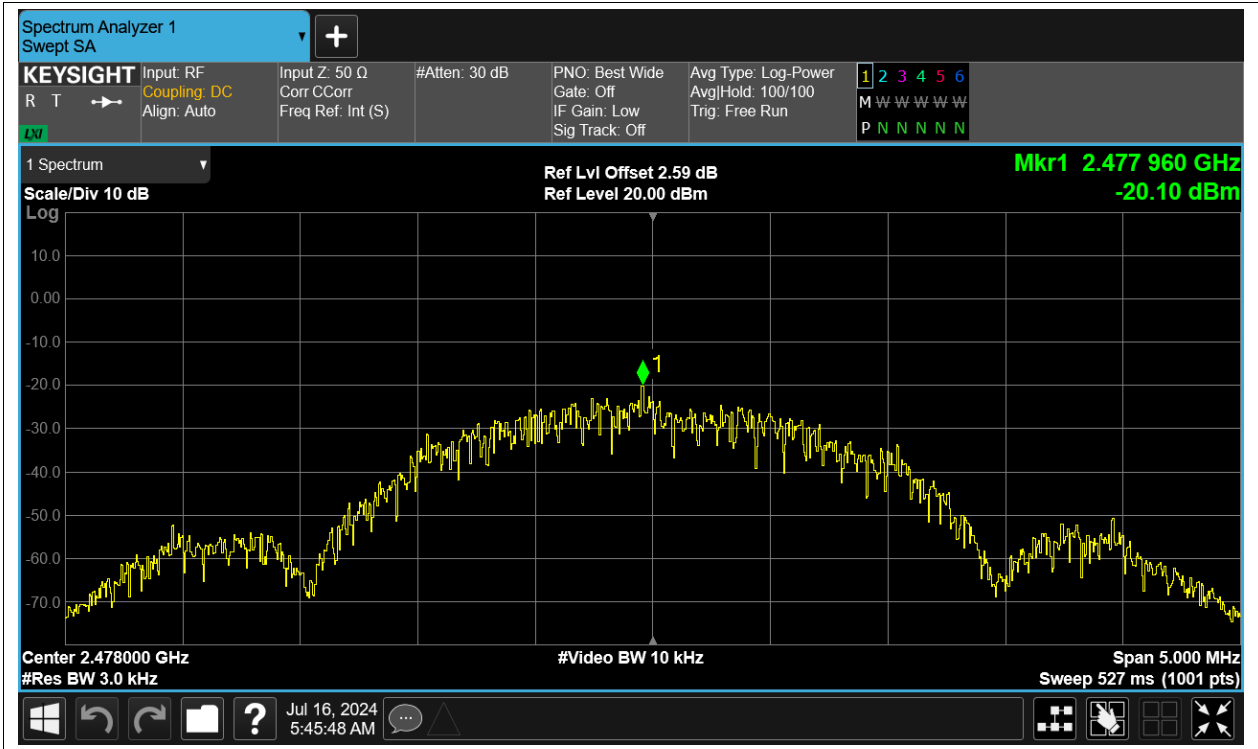 Spectrum Analyzer 1
Swept SA
+
KEYSIGHT
R T
LXI
Input: RF
Coupling: DC
Align: Auto
Input Z: 50 Ω
Corr CCorr
Freq Ref: Int (S)
#Atten: 30 dB
PNO: Best Wide
Gate: Off
IF Gain: Low
Sig Track: Off
Avg Type: Log-Power
Avg|Hold: 100/100
Trig: Free Run
1 2 3 4 5 6
M W W W W W
P N N N N N
1 Spectrum
Scale/Div 10 dB
Log
Ref Lvl Offset 2.59 dB
Ref Level 20.00 dBm
Mkr1 2.477 960 GHz
-20.10 dBm
10.0
0.00
-10.0
1
-20.0
-30.0
-40.0
-50.0
-60.0
-70.0
Center 2.478000 GHz
#Res BW 3.0 kHz
#Video BW 10 kHz
Span 5.000 MHz
Sweep 527 ms (1001 pts)
?
Jul 16, 2024
5:45:48 AM